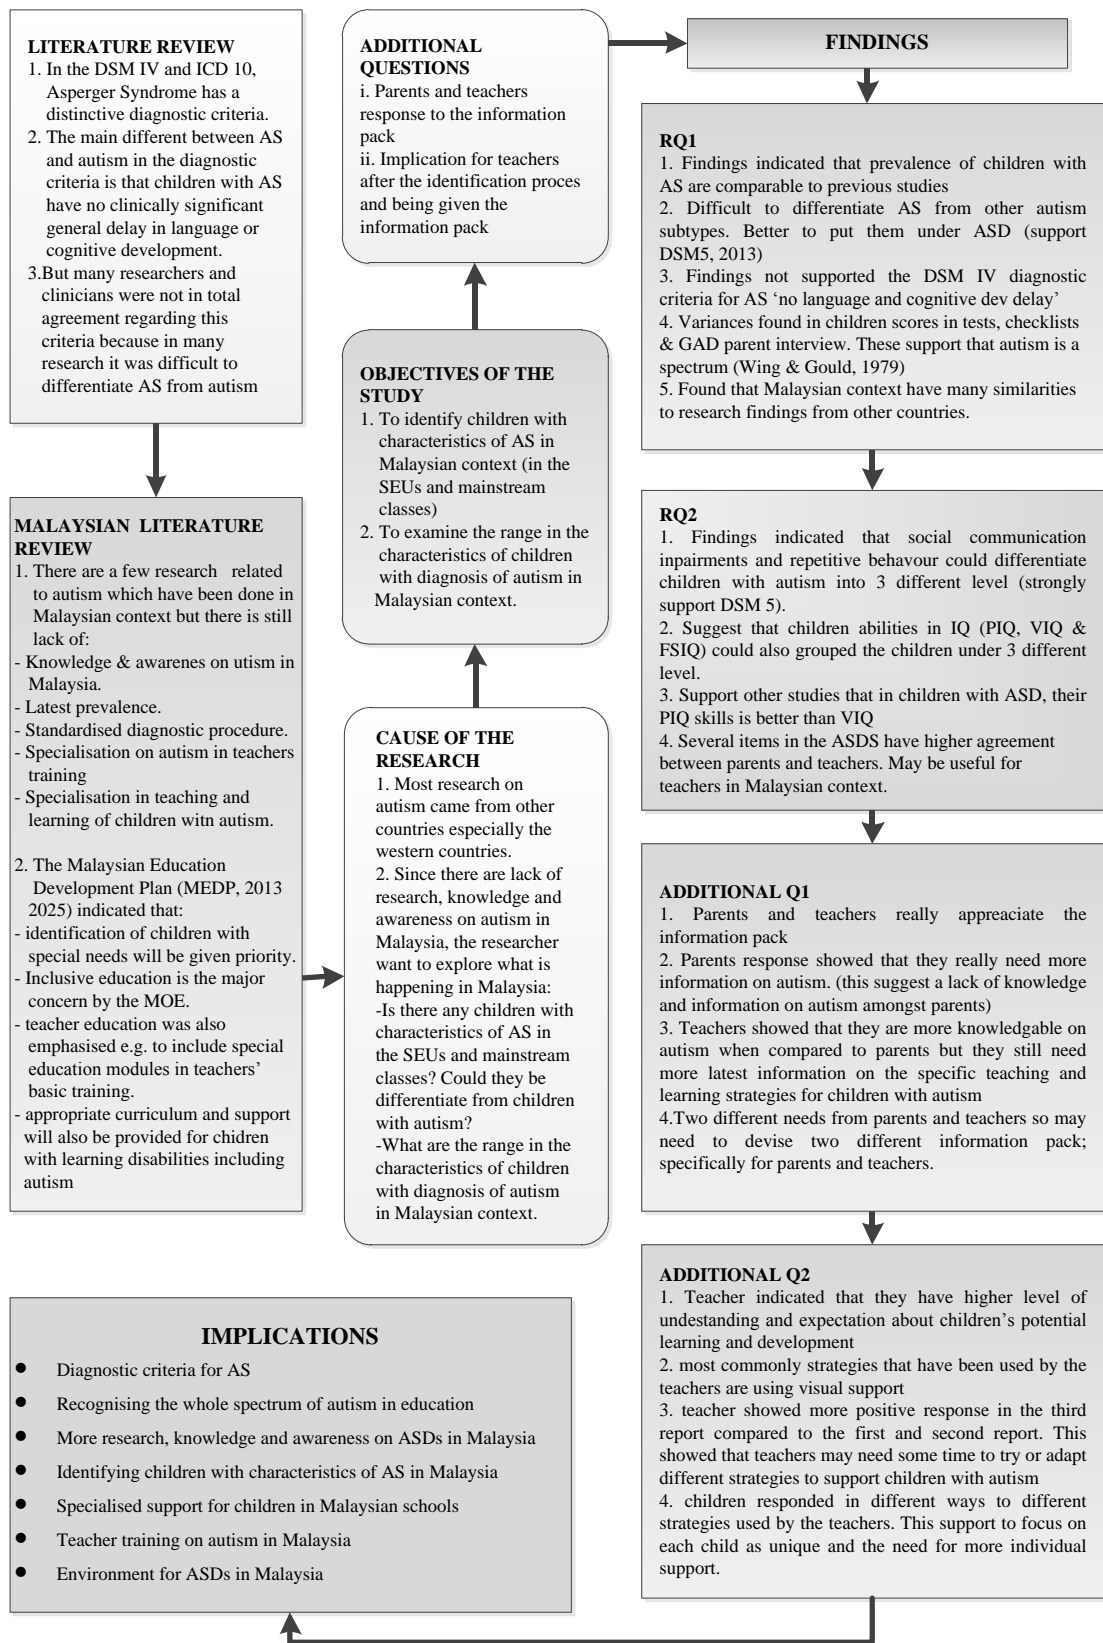 LITERATURE REVIEW
1. In the DSM IV and ICD 10,
Asperger Syndrome has a
distinctive diagnostic criteria.
2. The main different between AS
and autism in the diagnostic
criteria is that children with AS
have no clinically significant
general delay in language or
cognitive development.
3.But many researchers and
clinicians were not in total
agreement regarding this
criteria because in many
research it was difficult to
differentiate AS from autism
MALAYSIAN LITERATURE
REVIEW
1. There are a few research related
to autism which have been done in
Malaysian context but there is still
lack of:
- Knowledge & awarenes on utism in
Malaysia.
- Latest prevalence.
- Standardised diagnostic procedure.
- Specialisation on autism in teachers
training
- Specialisation in teaching and
learning of children witn autism.
2. The Malaysian Education
Development Plan (MEDP, 2013
2025) indicated that:
- identification of children with
special needs will be given priority.
- Inclusive education is the major
concern by the MOE.
- teacher education was also
emphasised e.g. to include special
education modules in teachers'
basic training.
- appropriate curriculum and support
will also be provided for chidren
with learning disabilities including
autism
CAUSE OF THE
RESEARCH
1. Most research on
autism came from other
countries especially the
western countries.
2. Since there are lack of
research, knowledge and
awareness on autism in
Malaysia, the researcher
want to explore what is
happening in Malaysia:
-Is there any children with
characteristics of AS in
the SEUs and mainstream
classes? Could they be
differentiate from children
with autism?
-What are the range in the
characteristics of children
with diagnosis of autism
in Malaysian context.
OBJECTIVES OF THE
STUDY
1. To identify children with
characteristics of AS in
Malaysian context (in the
SEUs and mainstream
classes)
2. To examine the range in the
characteristics of children
with diagnosis of autism in
Malaysian context.
ADDITIONAL
QUESTIONS
i. Parents and teachers
response to the information
pack
ii. Implication for teachers
after the identification proces
and being given the
information pack
FINDINGS
RQ1
1. Findings indicated that prevalence of children with
AS are comparable to previous studies
2. Difficult to differentiate AS from other autism
subtypes. Better to put them under ASD (support
DSM5, 2013)
3. Findings not supported the DSM IV diagnostic
criteria for AS 'no language and cognitive dev delay'
4. Variances found in children scores in tests, checklists
& GAD parent interview. These support that autism is a
spectrum (Wing & Gould, 1979)
5. Found that Malaysian context have many similarities
to research findings from other countries.
RQ2
1. Findings indicated that social communication
inpairments and repetitive behavour could differentiate
children with autism into 3 different level (strongly
support DSM 5).
2. Suggest that children abilities in IQ (PIQ, VIQ &
FSIQ) could also grouped the children under 3 different
level.
3. Support other studies that in children with ASD, their
PIQ skills is better than VIQ
4. Several items in the ASDS have higher agreement
between parents and teachers. May be useful for
teachers in Malaysian context.
ADDITIONAL Q1
1. Parents and teachers really appreaciate the
information pack
2. Parents response showed that they really need more
information on autism. (this suggest a lack of knowledge
and information on autism amongst parents)
3. Teachers showed that they are more knowledgable on
autism when compared to parents but they still need
more latest information on the specific teaching and
learning strategies for children with autism
4.Two different needs from parents and teachers so may
need to devise two different information pack;
specifically for parents and teachers.
ADDITIONAL Q2
1. Teacher indicated that they have higher level of
undestanding and expectation about children's potential
learning and development
2. most commonly strategies that have been used by the
teachers are using visual support
3. teacher showed more positive response in the third
report compared to the first and second report. This
showed that teachers may need some time to try or adapt
different strategies to support children with autism
4. children responded in different ways to different
strategies used by the teachers. This support to focus on
each child as unique and the need for more individual
support.
IMPLICATIONS
● Diagnostic criteria for AS
● Recognising the whole spectrum of autism in education
● More research, knowledge and awareness on ASDs in Malaysia
● Identifying children with characteristics of AS in Malaysia
● Specialised support for children in Malaysian schools
● Teacher training on autism in Malaysia
● Environment for ASDs in Malaysia